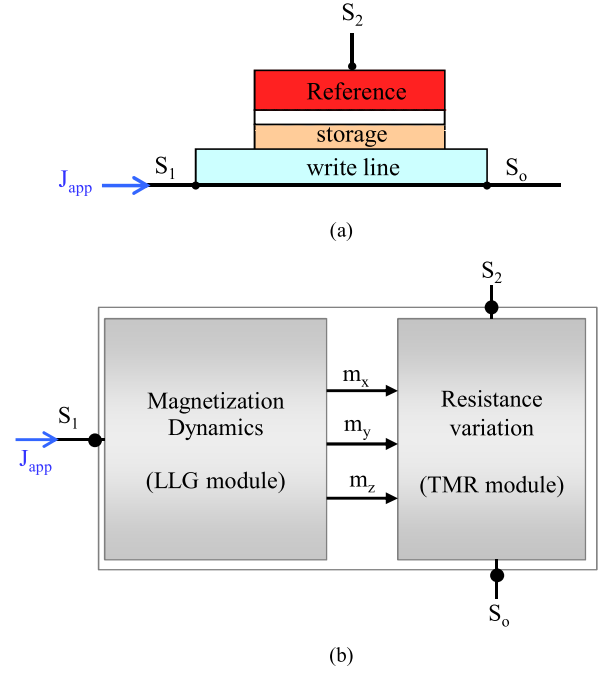 S2
Reference
storage
S1
write line
So
Japp
(a)
S2
mx
Magnetization
Dynamics
Resistance
variation
S1
my
(LLG module)
(TMR module)
Japp
mz
So
(b)